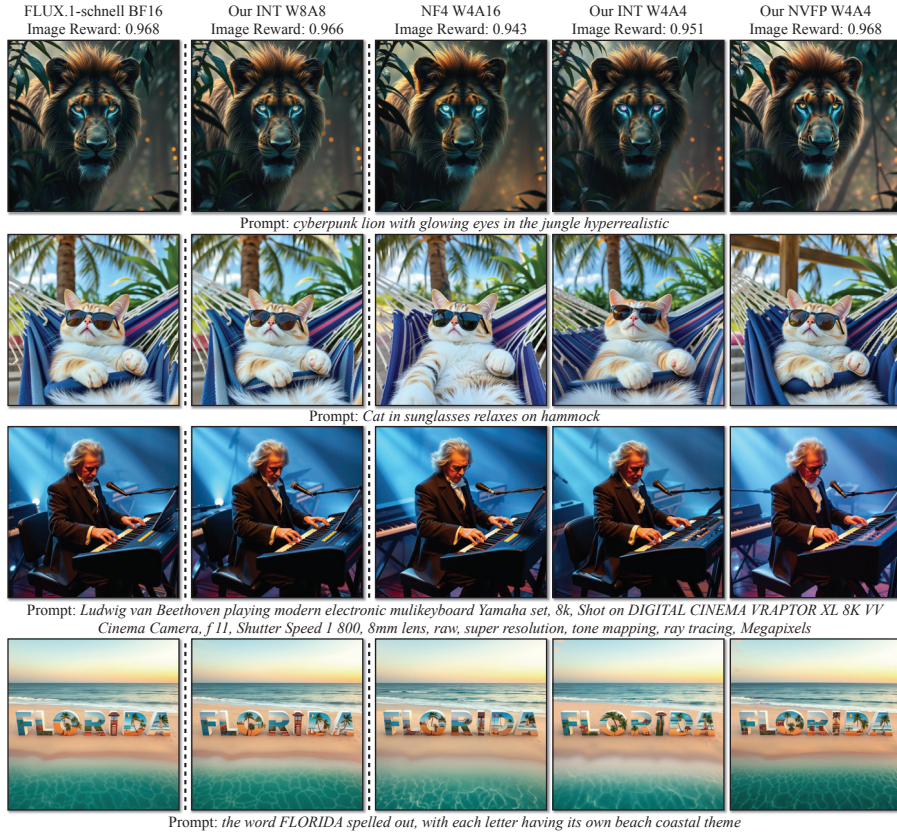 FLUX.1-schnell BF16 Our INT W8A8 NF4 W4A16 Our INT W4A4 Our NVFP W4A4
Image Reward: 0.968 Image Reward: 0.966 Image Reward: 0.943 Image Reward: 0.951 Image Reward: 0.968
Prompt: cyberpunk lion with glowing eyes in the jungle hyperrealistic
Prompt: Cat in sunglasses relaxes on hammock
Prompt: Ludwig van Beethoven playing modern electronic mulikeyboard Yamaha set, 8k, Shot on DIGITAL CINEMA VRAPTOR XL 8K VV
Cinema Camera, f 11, Shutter Speed 1 800, 8mm lens, raw, super resolution, tone mapping, ray tracing, Megapixels
FLORIDA FLORIDA FLORIDA FLORIDA FLORIDA
Prompt: the word FLORIDA spelled out, with each letter having its own beach coastal theme